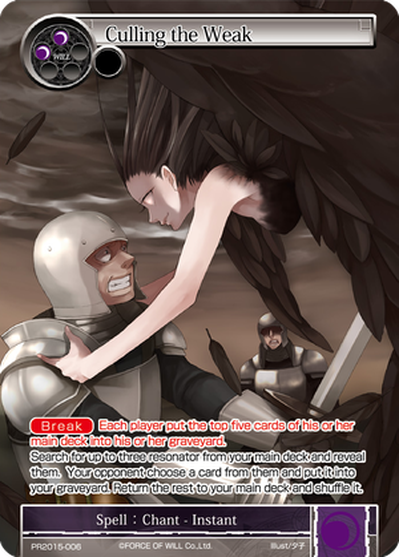 Culling the Weak
WILL
Break Each player put the top five cards of his or her
main deck into his or her graveyard.
Search for up to three resonator from your main deck and reveal
them. Your opponent choose a card from them and put it into
your graveyard. Return the rest to your main deck and shuffle it.
Spell : Chant - Instant
PR2015-006 ©FORCE OF WILL Co.,Ltd. Illust/夕子